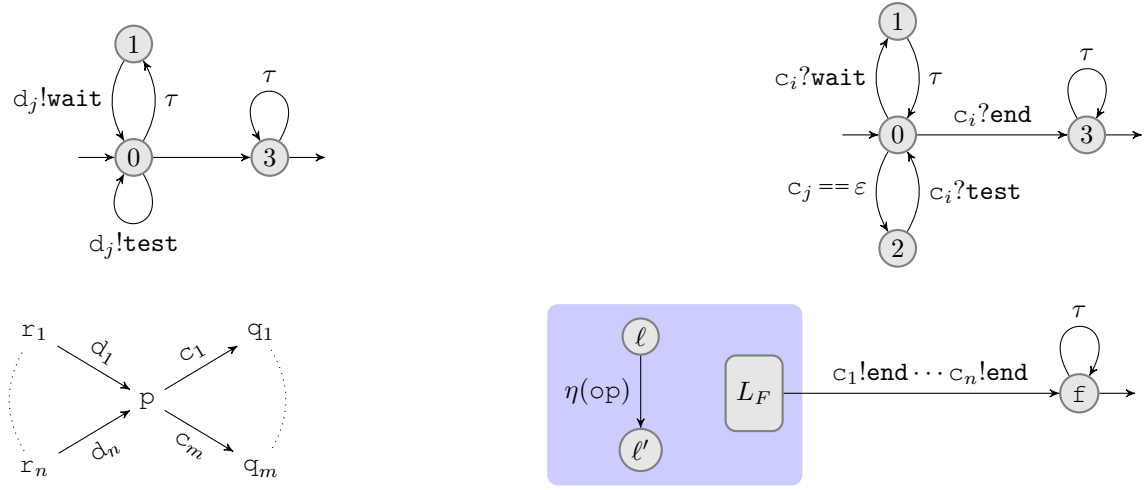 1
d_j!wait
τ
τ
0
3
d_j!test
1
c_i?wait
τ
τ
0
c_i?end
3
c_j == ε
c_i?test
2
r_1
d_1
c_1
q_1
p
r_n
d_n
c_m
q_m
ℓ
η(op)
ℓ′
L_F
c_1!end ⋯ c_n!end
τ
f